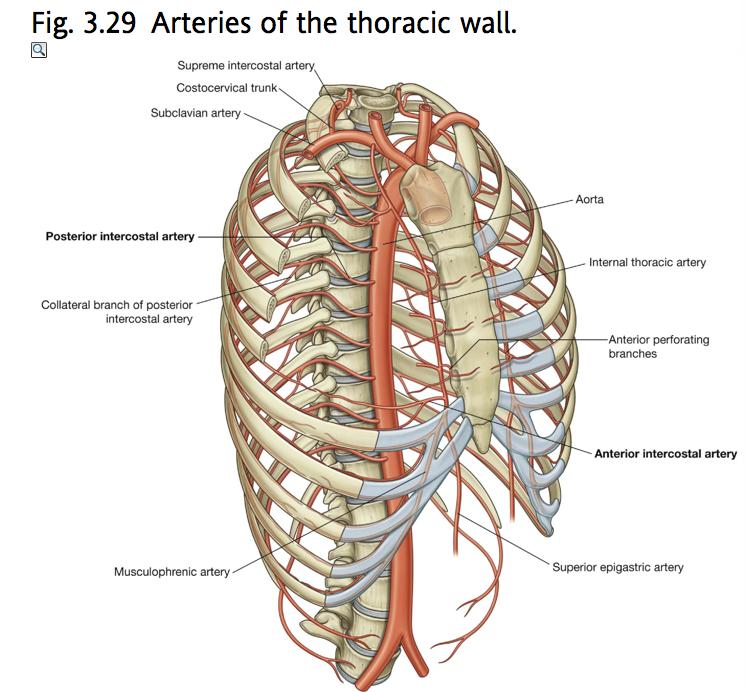 Fig. 3.29 Arteries of the thoracic wall.
Supreme intercostal artery
Costocervical trunk
Subclavian artery
Aorta
Posterior intercostal artery
Internal thoracic artery
Collateral branch of posterior
intercostal artery
Anterior perforating
branches
Anterior intercostal artery
Musculophrenic artery
Superior epigastric artery